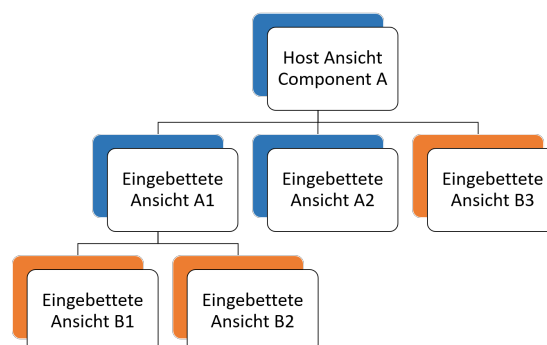 Host Ansicht
Component A
Eingebettete
Ansicht A1
Eingebettete
Ansicht A2
Eingebettete
Ansicht B3
Eingebettete
Ansicht B1
Eingebettete
Ansicht B2